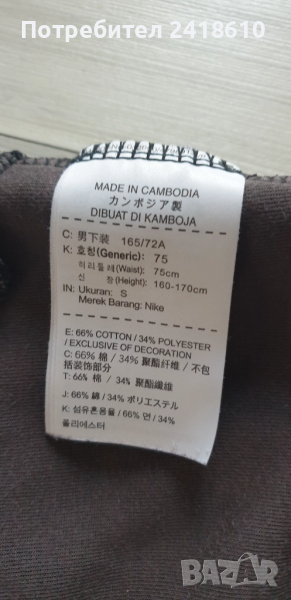 Потребител 2418610
MADE IN CAMBODIA
カンボジア製
DIBUAT DI KAMBOJA
C: 男下装 165/72A
K: 호칭(Generic): 75
허리둘레(Waist): 75cm
신 장(Height): 160-170cm
IN: Ukuran: S
Merek Barang: Nike
E: 66% COTTON / 34% POLYESTER
/ EXCLUSIVE OF DECORATION
C: 66% 棉 / 34% 聚酯纤维 / 不包
括装饰部分
T: 66% 棉 / 34% 聚酯纖維
J: 66% 綿 / 34% ポリエステル
K: 섬유혼용율 / 66% 면 / 34%
폴리에스터
BAZAR